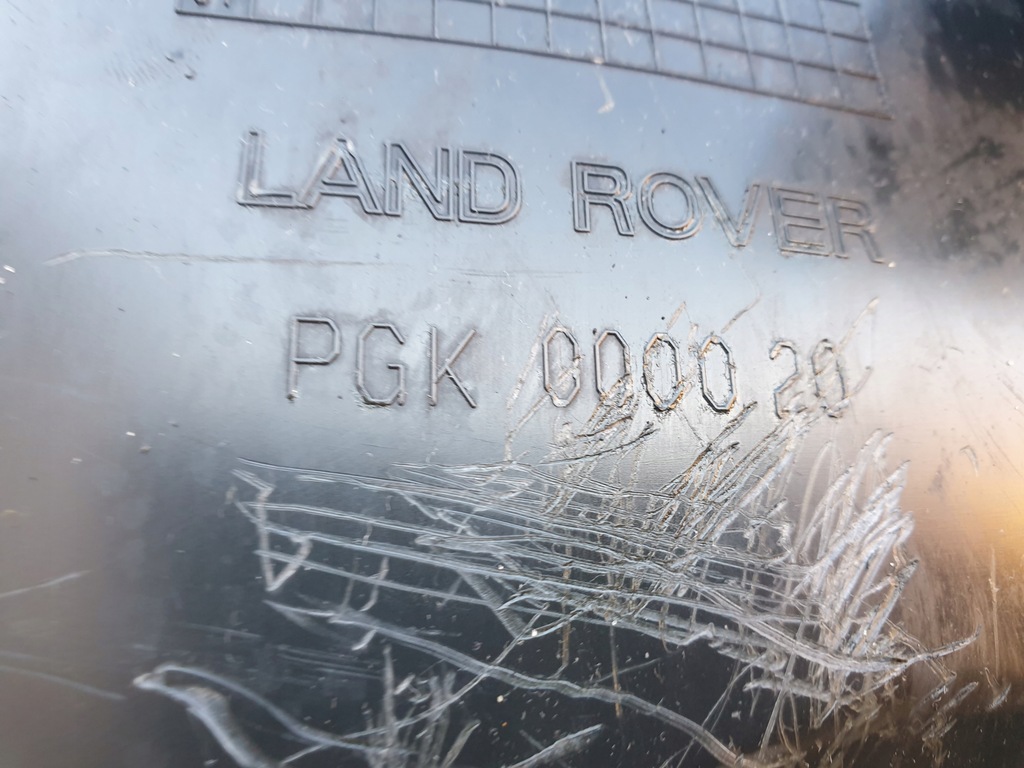 LAND ROVER
PGK 000020